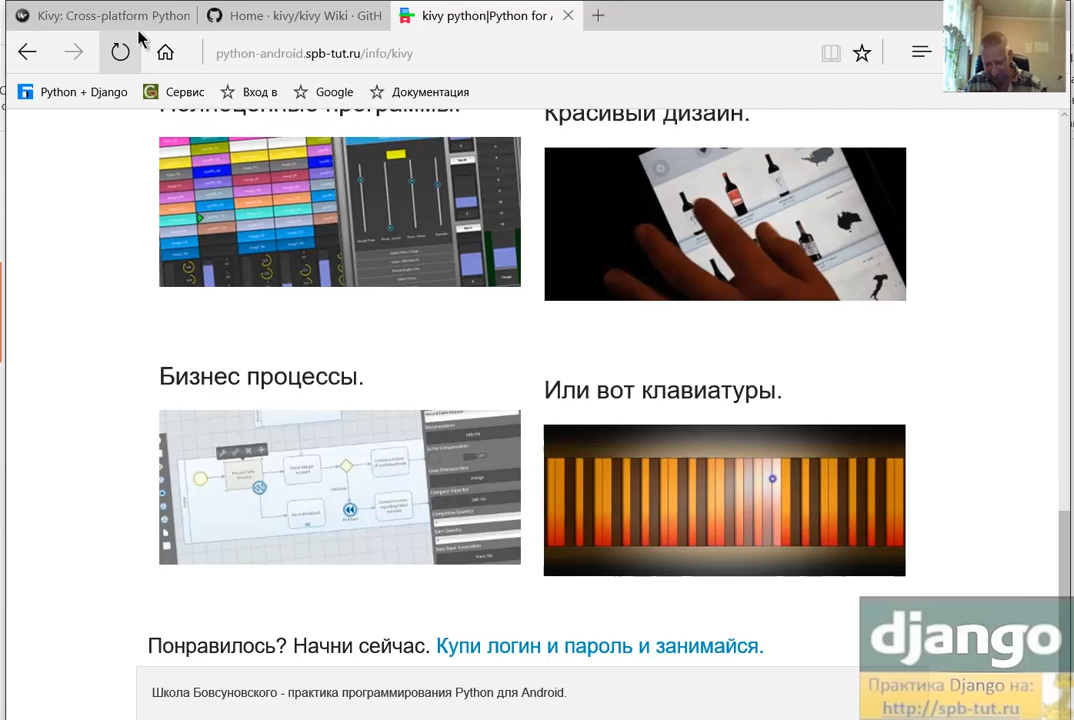 Kivy: Cross-platform Python
Home · kivy/kivy Wiki · GitH
kivy python|Python for
python-android.spb-tut.ru/info/kivy
Python + Django
Сервис
Вход в
Google
Документация
Полноценные программы.
Красивый дизайн.
Бизнес процессы.
Или вот клавиатуры.
Понравилось? Начни сейчас. Купи логин и пароль и занимайся.
Школа Бовсуновского - практика программирования Python для Android.
django
Практика Django на:
http://spb-tut.ru